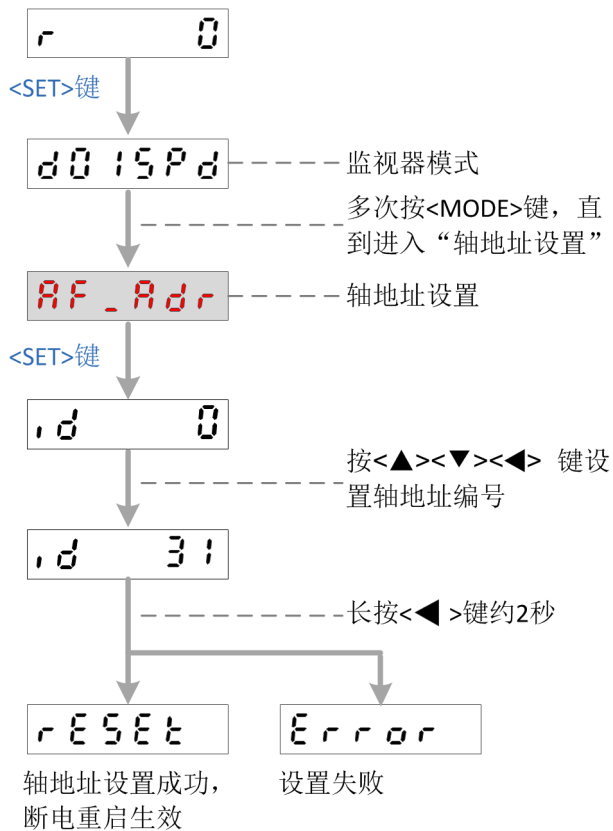 r 0
<SET>键
d01SPd
监视器模式
多次按<MODE>键，直
到进入“轴地址设置”
AF_Adr
轴地址设置
<SET>键
id 0
按<▲><▼><◀> 键设
置轴地址编号
id 31
长按<◀ >键约2秒
rESEt
Error
轴地址设置成功，
断电重启生效
设置失败